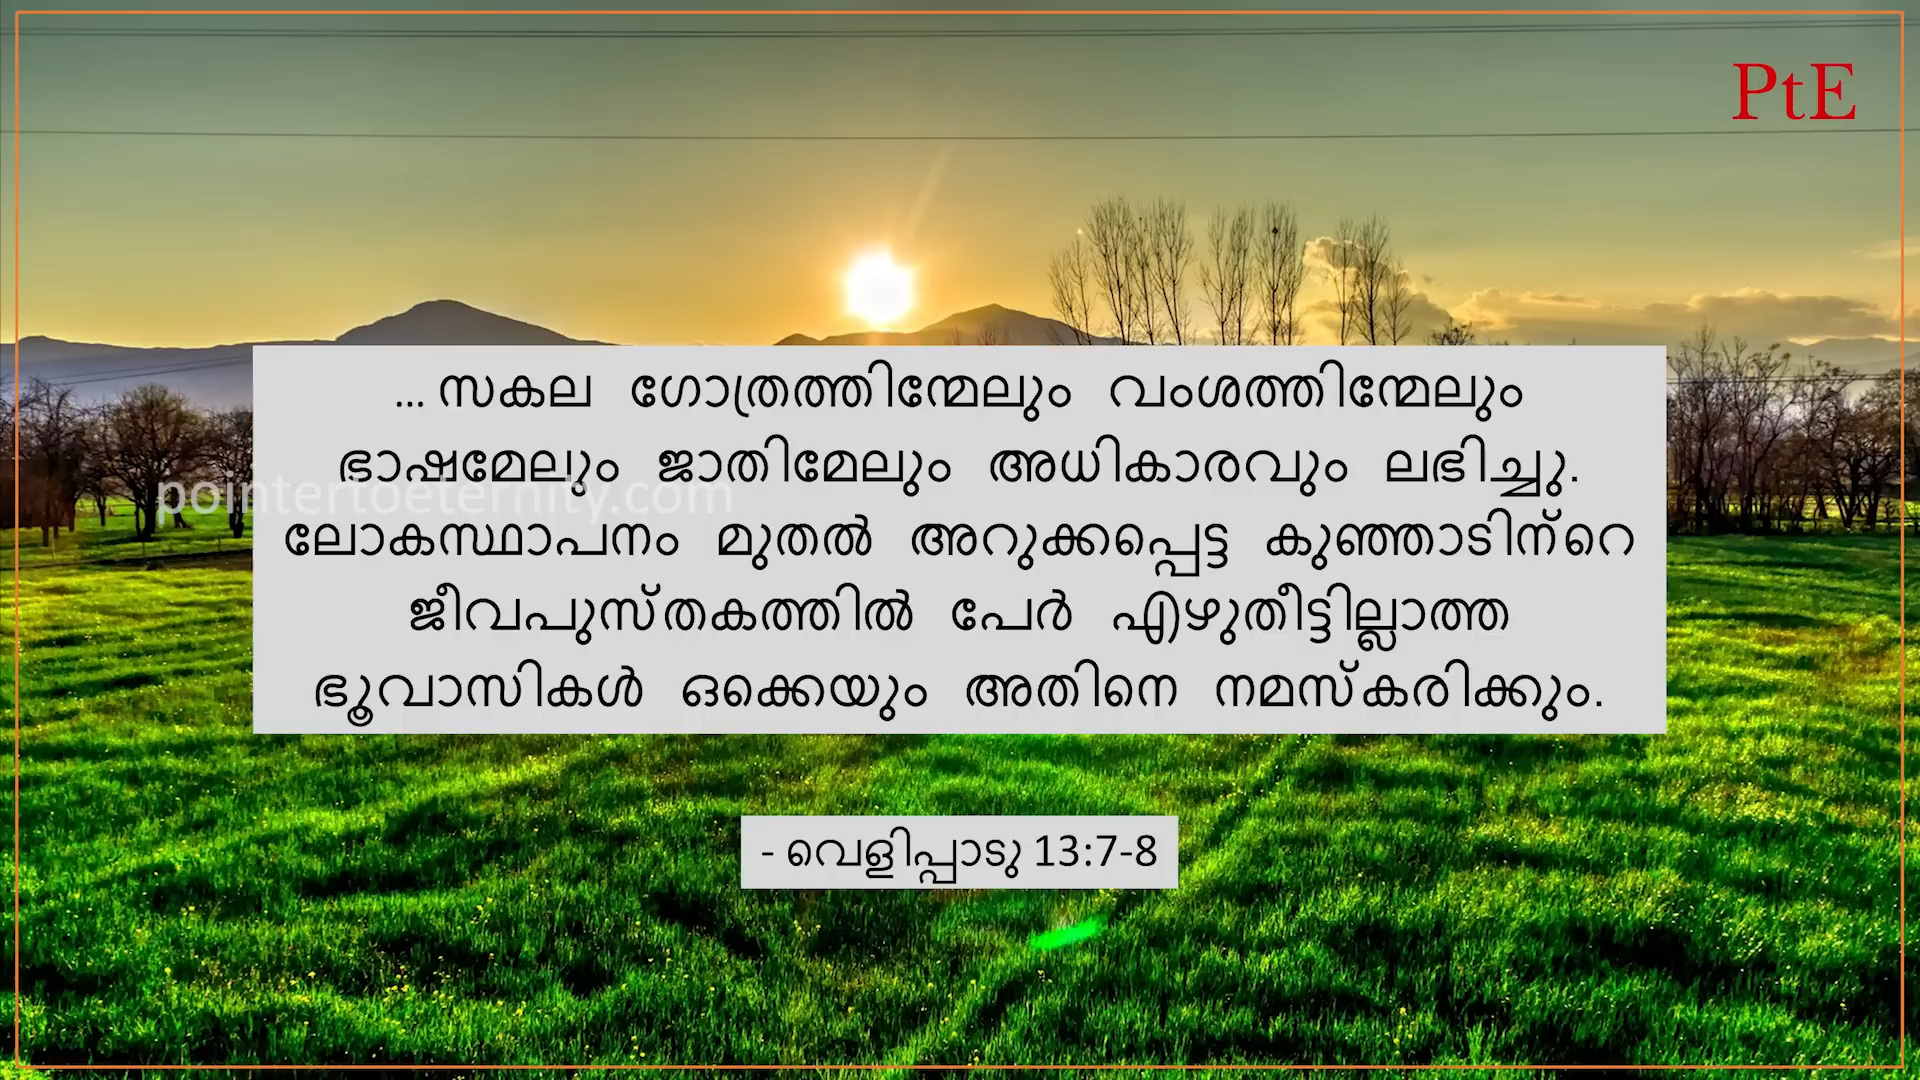 PtE
... സകല ഗോത്രത്തിന്മേലും വംശത്തിന്മേലും
ഭാഷമേലും ജാതിമേലും അധികാരവും ലഭിച്ചു.
pointertoeternity.com
ലോകസ്ഥാപനം മുതൽ അറുക്കപ്പെട്ട കുഞ്ഞാടിന്റെ
ജീവപുസ്തകത്തിൽ പേർ എഴുതീട്ടില്ലാത്ത
ഭൂവാസികൾ ഒക്കെയും അതിനെ നമസ്കരിക്കും.
- വെളിപ്പാടു 13:7-8